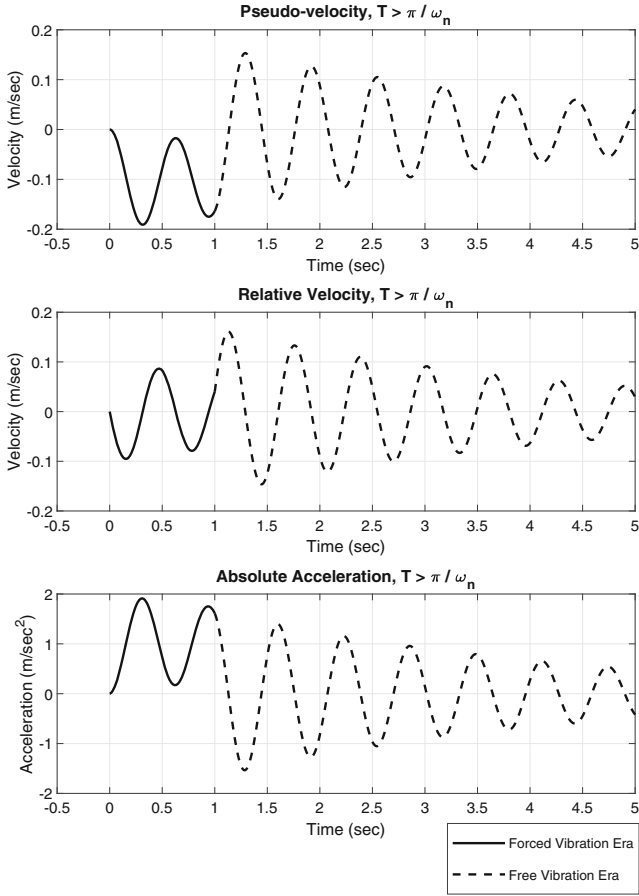 Pseudo-velocity, T > π / ωn
0.2
0.1
0
-0.1
-0.2
Velocity (m/sec)
-0.5 0 0.5 1 1.5 2 2.5 3 3.5 4 4.5 5
Time (sec)
Relative Velocity, T > π / ωn
0.2
0.1
0
-0.1
-0.2
Velocity (m/sec)
-0.5 0 0.5 1 1.5 2 2.5 3 3.5 4 4.5 5
Time (sec)
Absolute Acceleration, T > π / ωn
2
1
0
-1
-2
Acceleration (m/sec²)
-0.5 0 0.5 1 1.5 2 2.5 3 3.5 4 4.5 5
Time (sec)
Forced Vibration Era
Free Vibration Era